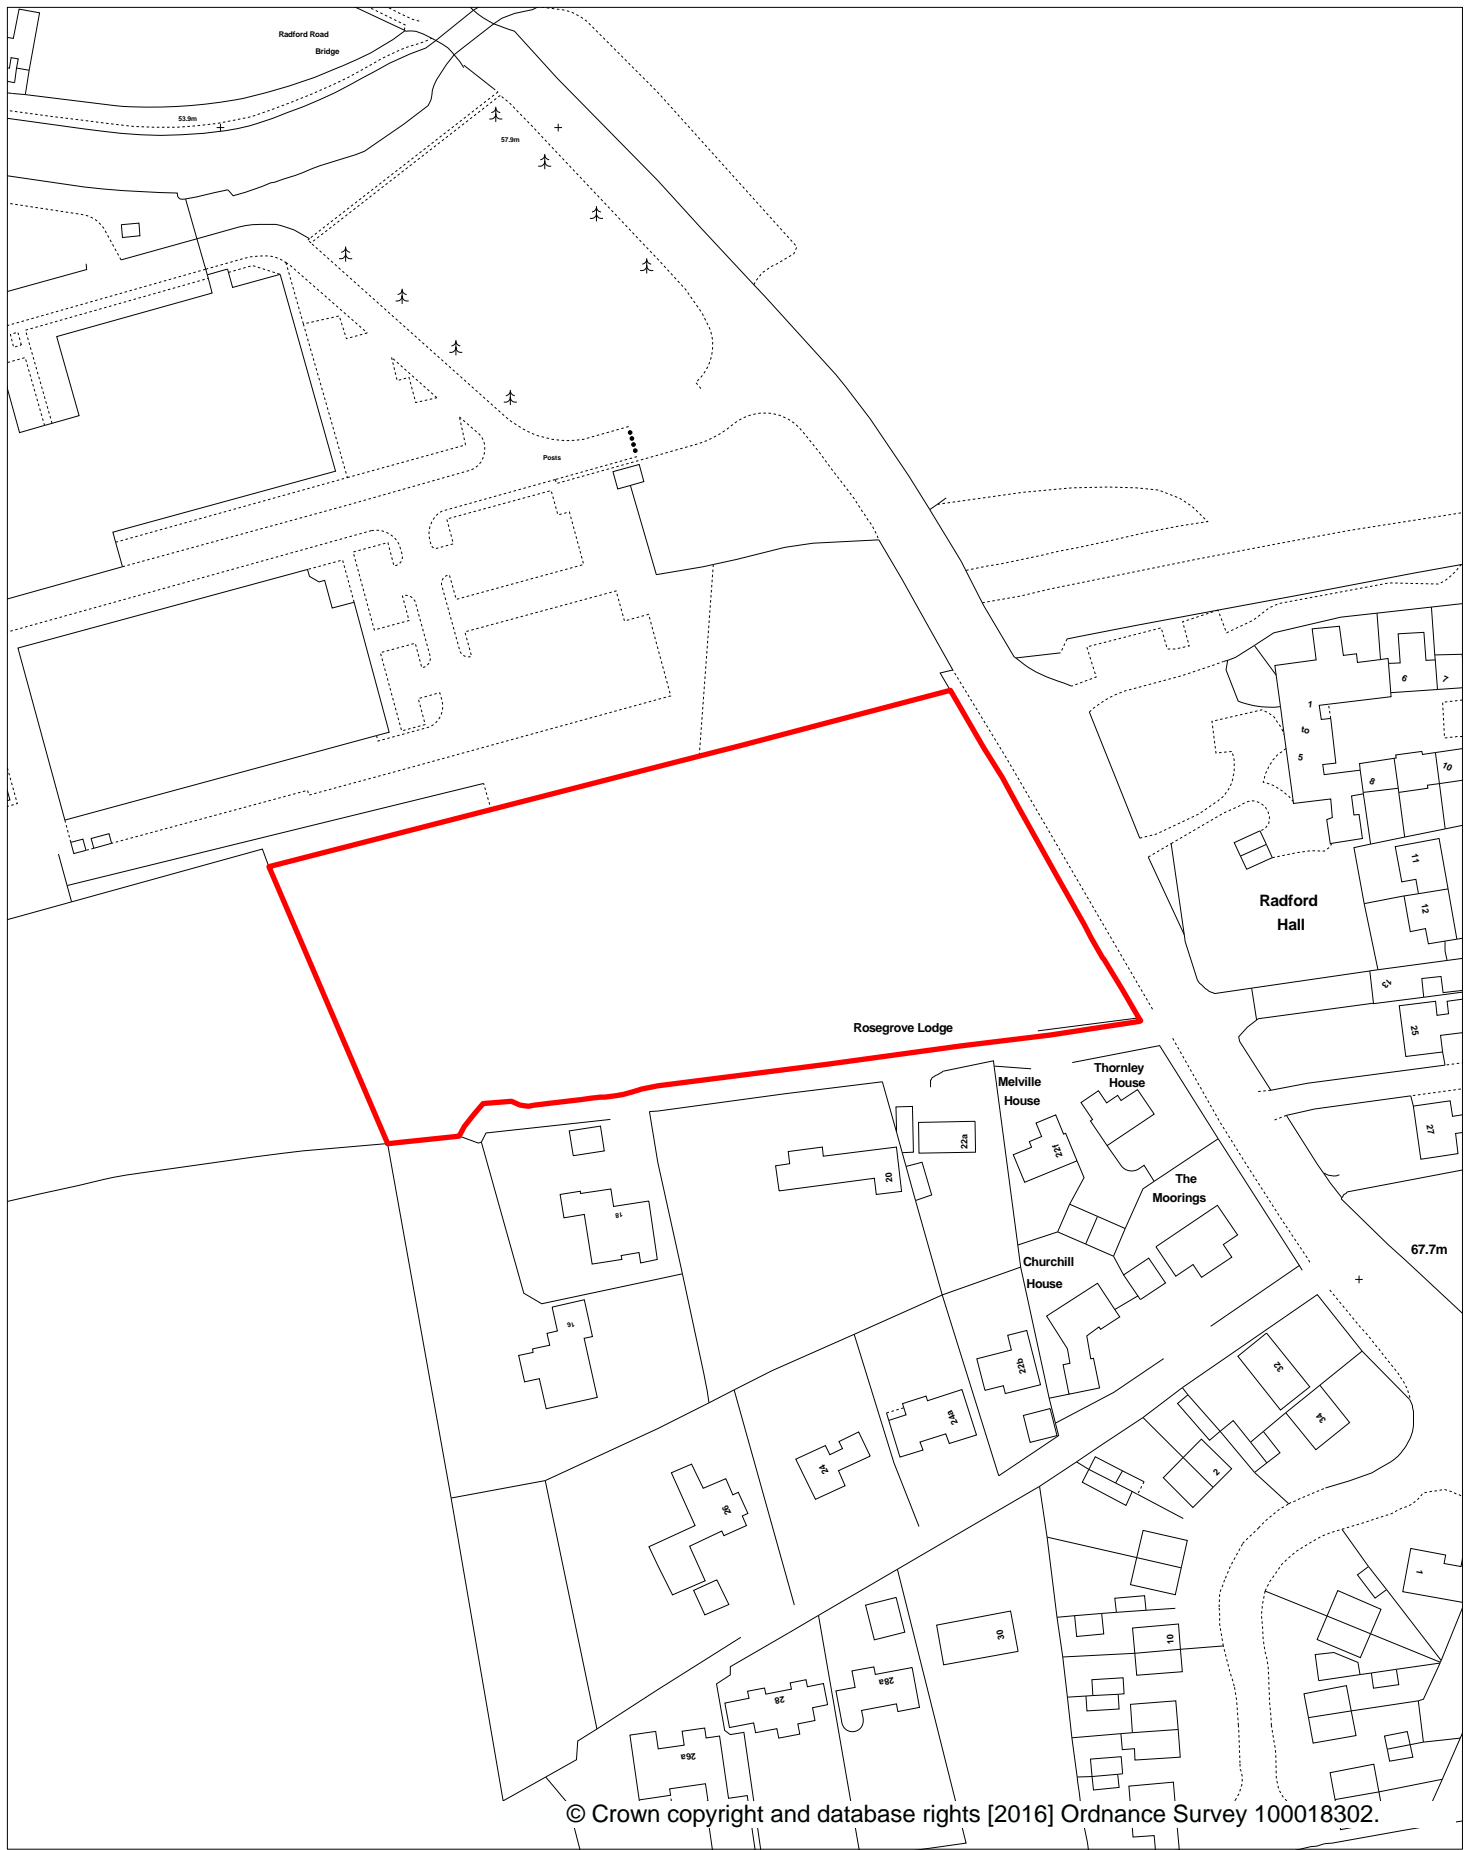 Radford Road
Bridge
53.9m
57.9m
Posts
6
7
1
to
5
8
10
11
12
Radford
Hall
13
25
Rosegrove Lodge
Melville
House
Thornley
House
27
22a
22f
20
The
Moorings
18
67.7m
Churchill
House
16
22b
32
34
24a
24
2
26
1
30
10
28a
28
26a
© Crown copyright and database rights [2016] Ordnance Survey 100018302.